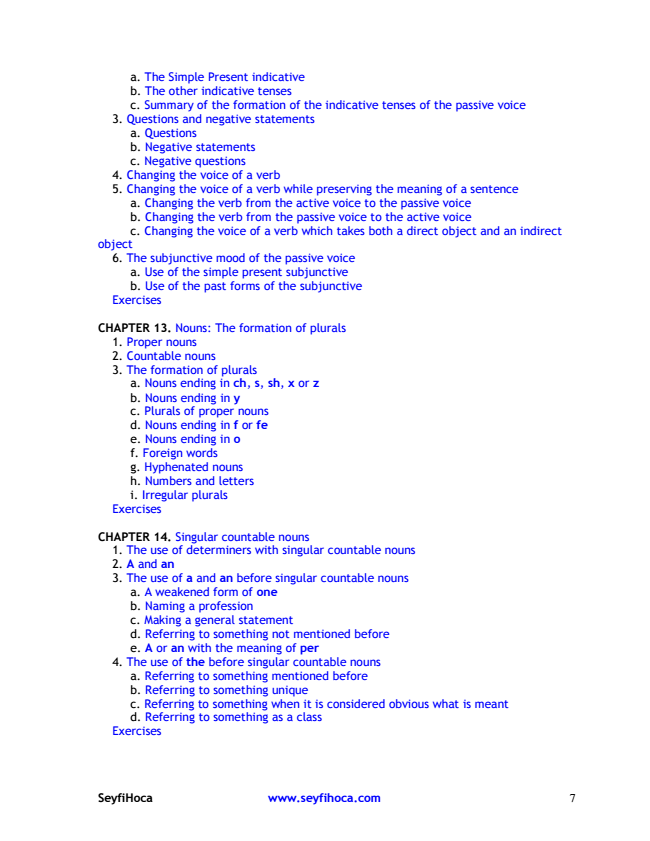 a. The Simple Present indicative
b. The other indicative tenses
c. Summary of the formation of the indicative tenses of the passive voice
3. Questions and negative statements
a. Questions
b. Negative statements
c. Negative questions
4. Changing the voice of a verb
5. Changing the voice of a verb while preserving the meaning of a sentence
a. Changing the verb from the active voice to the passive voice
b. Changing the verb from the passive voice to the active voice
c. Changing the voice of a verb which takes both a direct object and an indirect
object
6. The subjunctive mood of the passive voice
a. Use of the simple present subjunctive
b. Use of the past forms of the subjunctive
Exercises
CHAPTER 13. Nouns: The formation of plurals
1. Proper nouns
2. Countable nouns
3. The formation of plurals
a. Nouns ending in ch, s, sh, x or z
b. Nouns ending in y
c. Plurals of proper nouns
d. Nouns ending in f or fe
e. Nouns ending in o
f. Foreign words
g. Hyphenated nouns
h. Numbers and letters
i. Irregular plurals
Exercises
CHAPTER 14. Singular countable nouns
1. The use of determiners with singular countable nouns
2. A and an
3. The use of a and an before singular countable nouns
a. A weakened form of one
b. Naming a profession
c. Making a general statement
d. Referring to something not mentioned before
e. A or an with the meaning of per
4. The use of the before singular countable nouns
a. Referring to something mentioned before
b. Referring to something unique
c. Referring to something when it is considered obvious what is meant
d. Referring to something as a class
Exercises
SeyfiHoca www.seyfihoca.com 7